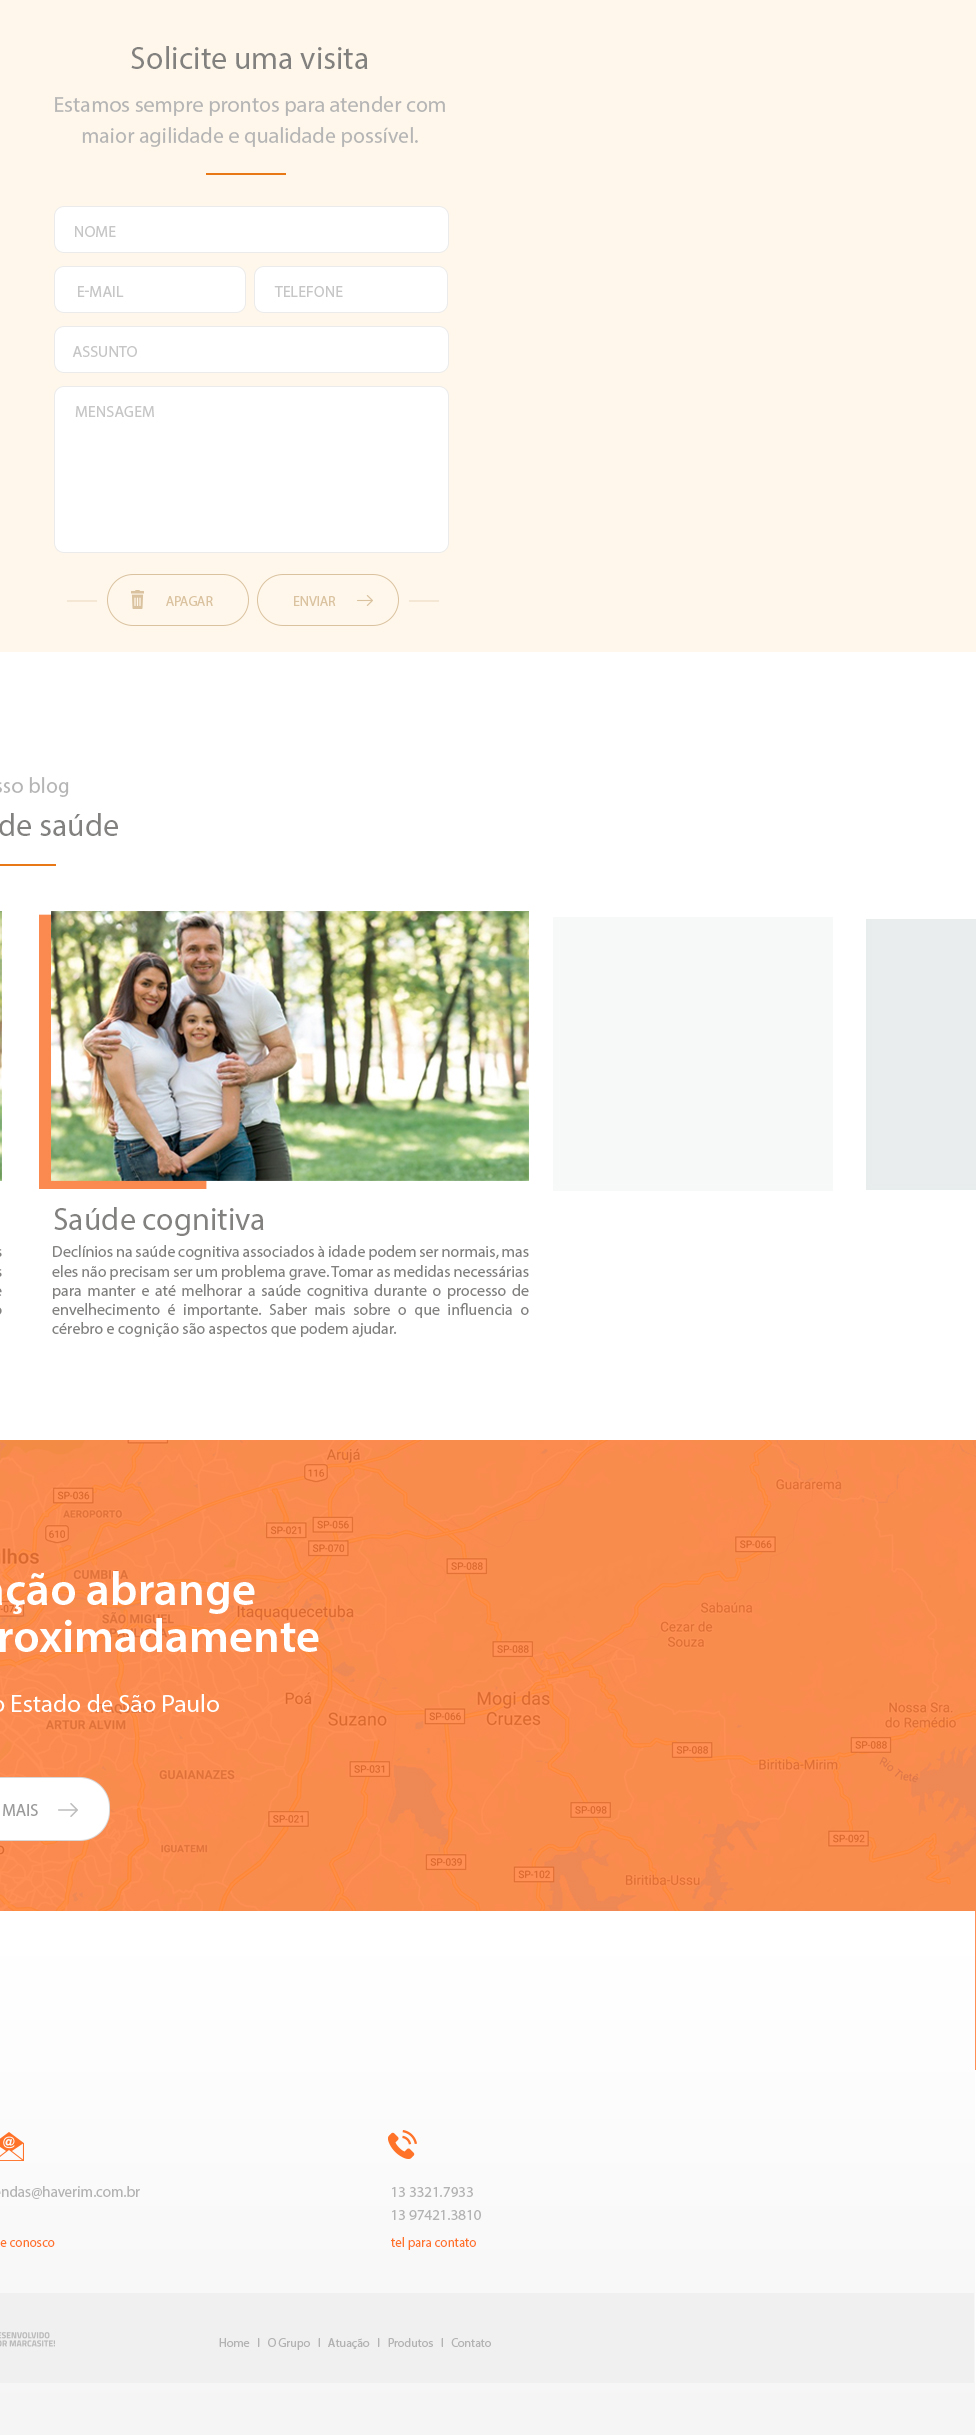 Solicite uma visita
Estamos sempre prontos para atender com
maior agilidade e qualidade possível.
NOME
E-MAIL
TELEFONE
ASSUNTO
MENSAGEM
APAGAR
ENVIAR
sso blog
de saúde
Saúde cognitiva
Declínios na saúde cognitiva associados à idade podem ser normais, mas
eles não precisam ser um problema grave. Tomar as medidas necessárias
para manter e até melhorar a saúde cognitiva durante o processo de
envelhecimento é importante. Saber mais sobre o que influencia o
cérebro e cognição são aspectos que podem ajudar.
Arujá
116
Guararema
SP-036
AEROPORTO
SP-056
SP-021
610
SP-070
SP-066
lhos
SP-088
CUMBICA
ação abrange
Itaquaquecetuba
Sabaúna
SÃO MIGUEL
Cezar de
Souza
roximadamente
SP-088
Poá
Mogi das
Cruzes
o Estado de São Paulo
Nossa Sra.
do Remédio
Suzano
SP-066
ARTUR ALVIM
SP-088
SP-088
Biritiba-Mirim
Rio Tietê
SP-031
GUAIANAZES
MAIS
SP-098
SP-021
SP-092
IGUATEMI
SP-039
SP-102
Biritiba-Ussu
@
ndas@haverim.com.br
e conosco
13 3321.7933
13 97421.3810
tel para contato
ESENVOLVIDO
OR MARCASITE!
Home I O Grupo I Atuação I Produtos I Contato